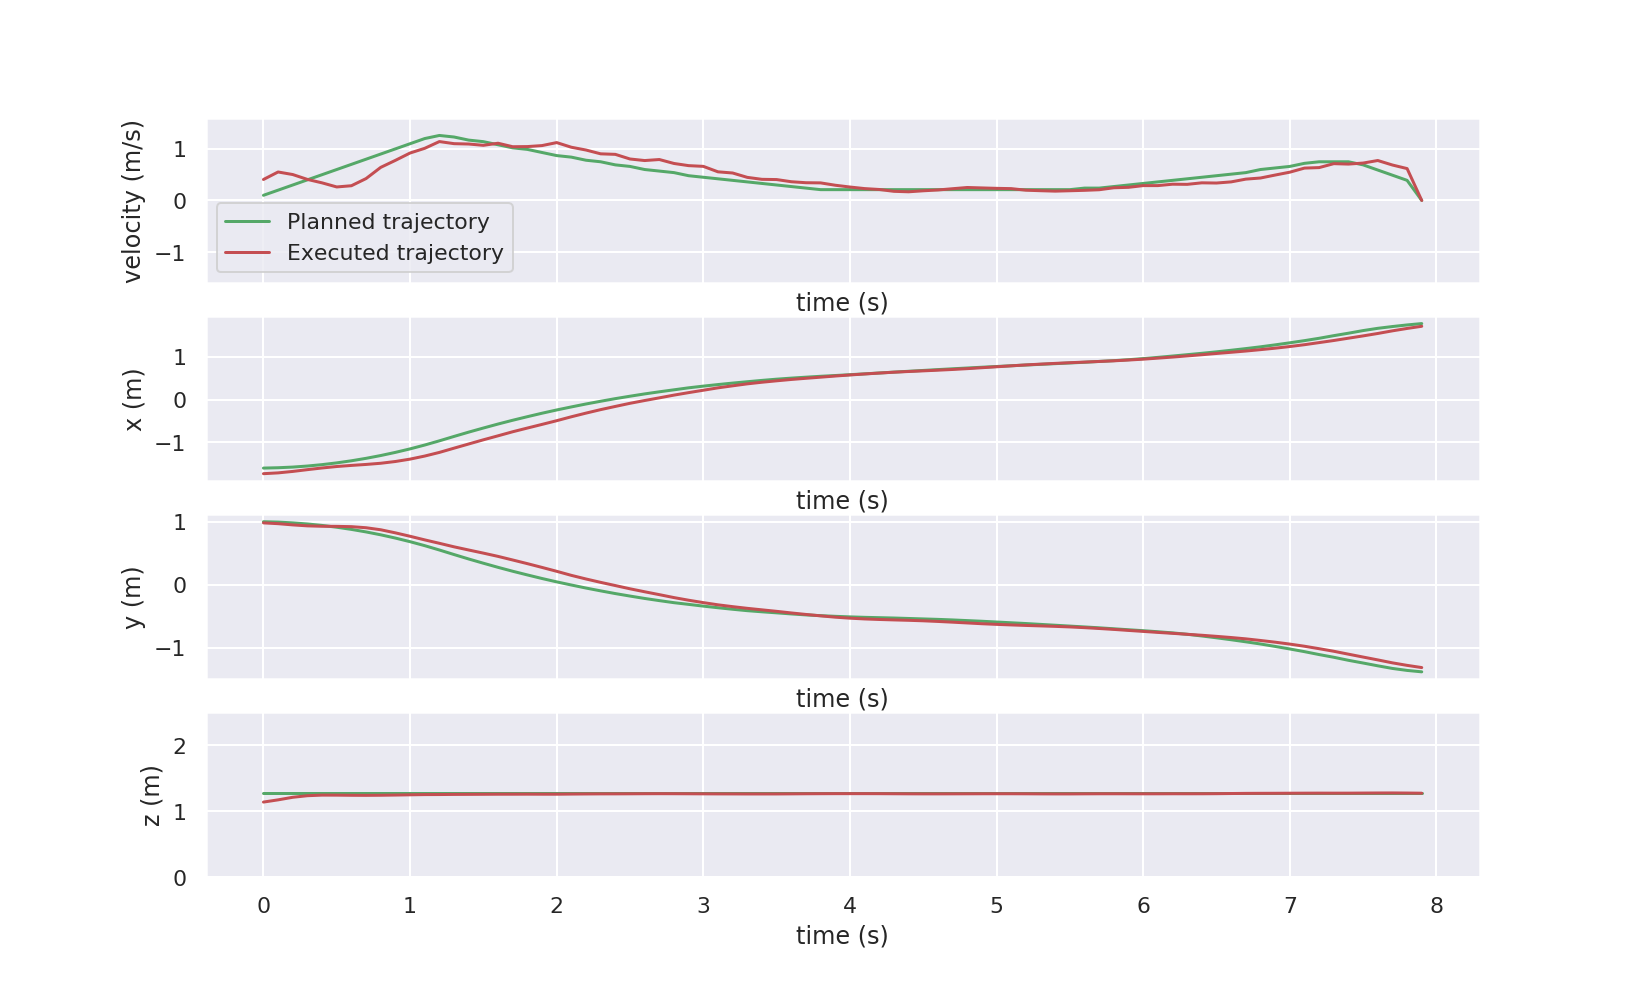 velocity (m/s)
1
0
−1
Planned trajectory
Executed trajectory
time (s)
x (m)
1
0
−1
time (s)
y (m)
1
0
−1
time (s)
z (m)
2
1
0
0 1 2 3 4 5 6 7 8
time (s)